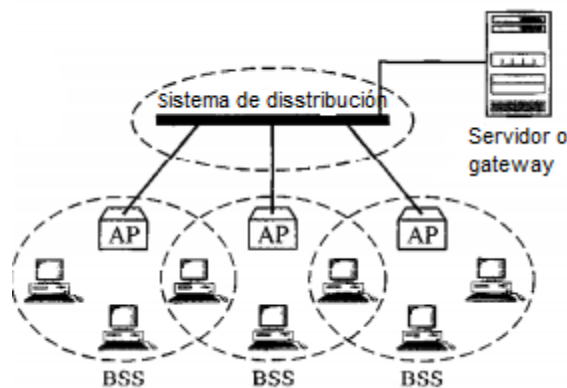 Sistema de disstribución
Servidor o
gateway
AP
AP
AP
BSS
BSS
BSS